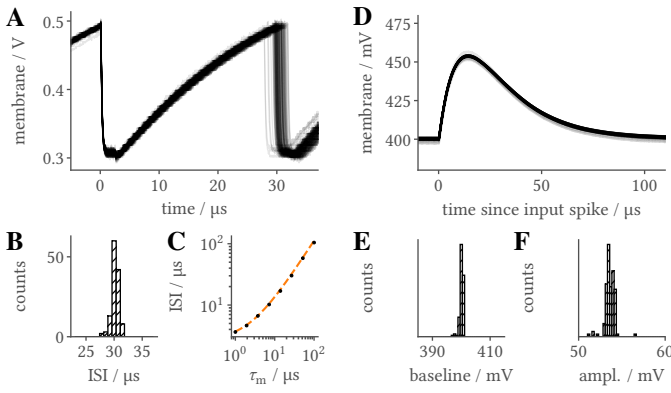 A
0.5
0.4
0.3
membrane / V
0
10
20
30
time / µs
D
475
450
425
400
membrane / mV
0
50
100
time since input spike / µs
B
50
0
counts
25
30
35
ISI / µs
C
10²
10¹
ISI / µs
10⁰
10¹
10²
τm / µs
E
counts
390
410
baseline / mV
F
counts
50
60
ampl. / mV